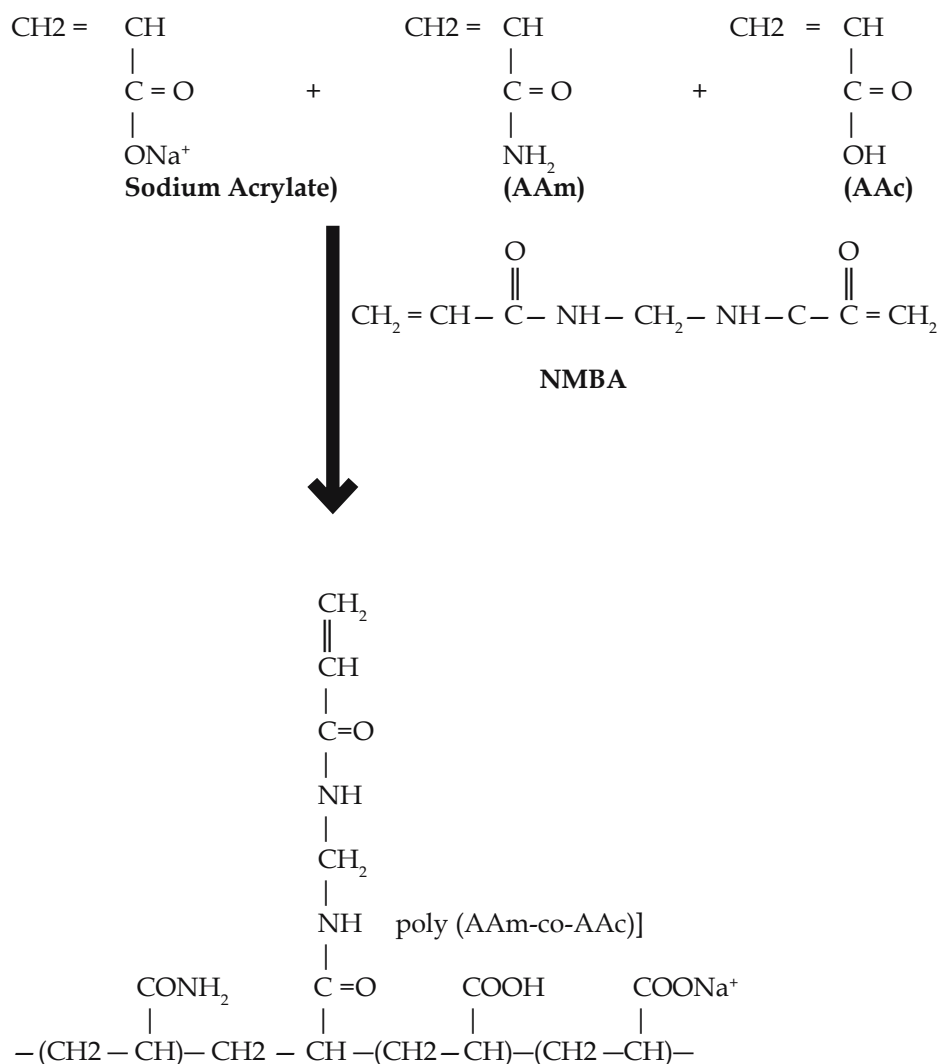 CH2 = CH CH2 = CH CH2 = CH
| | |
C = O + C = O + C = O
| | |
ONa⁺ NH₂ OH
Sodium Acrylate) (AAm) (AAc)
O O
|| ||
CH₂ = CH – C – NH – CH₂ – NH – C – C = CH₂
NMBA
CH₂
||
CH
|
C=O
|
NH
|
CH₂
|
NH poly (AAm-co-AAc)]
|
CONH₂ C =O COOH COONa⁺
| | | |
– (CH2 – CH) – CH2 – CH – (CH2 – CH) – (CH2 – CH) –